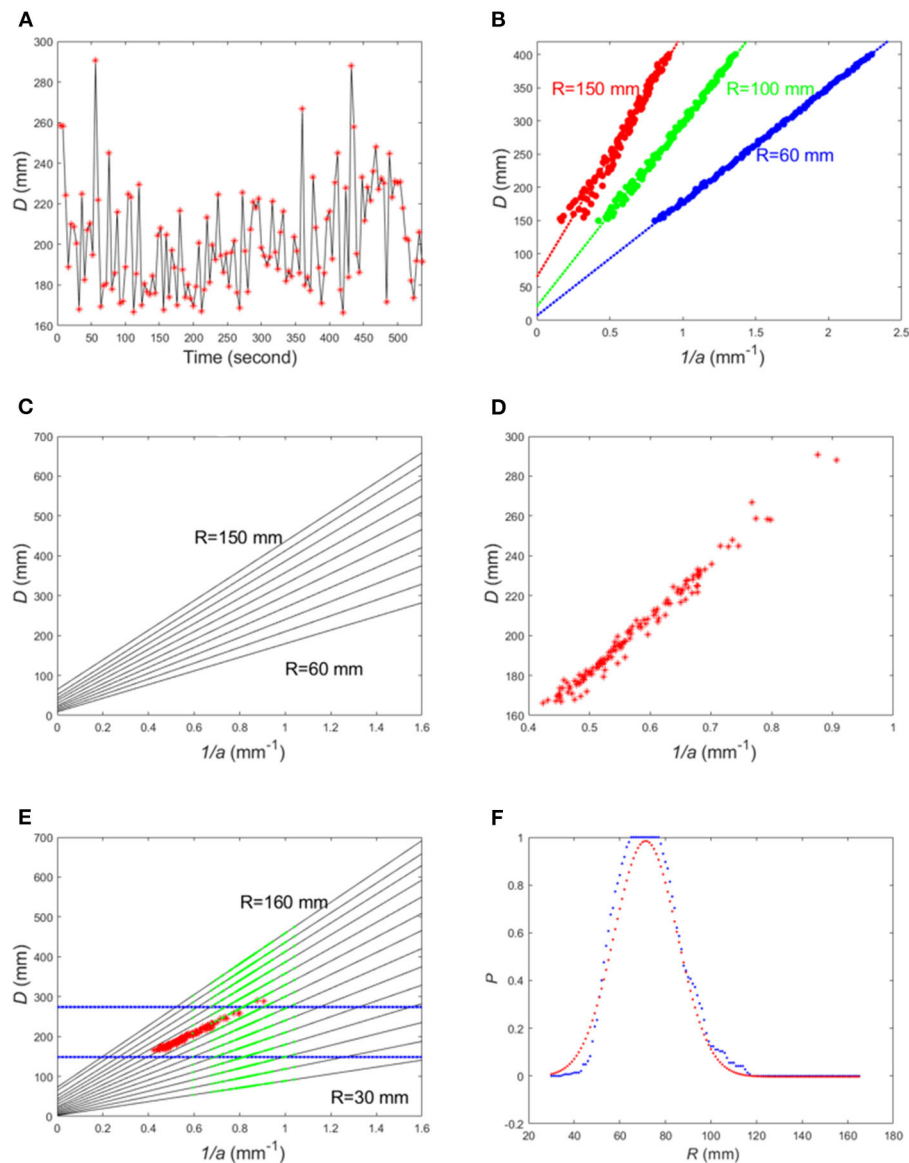 A
300
280
260
240
220
200
180
160
D (mm)
0 50 100 150 200 250 300 350 400 450 500
Time (second)
B
400
350
300
250
200
150
100
50
0
D (mm)
R=150 mm
R=100 mm
R=60 mm
0 0.5 1 1.5 2 2.5
1/a (mm⁻¹)
C
700
600
500
400
300
200
100
0
D (mm)
R=150 mm
R=60 mm
0 0.2 0.4 0.6 0.8 1 1.2 1.4 1.6
1/a (mm⁻¹)
D
300
280
260
240
220
200
180
160
D (mm)
0.4 0.5 0.6 0.7 0.8 0.9 1
1/a (mm⁻¹)
E
700
600
500
400
300
200
100
0
D (mm)
R=160 mm
R=30 mm
0 0.2 0.4 0.6 0.8 1 1.2 1.4 1.6
1/a (mm⁻¹)
F
1
0.8
0.6
0.4
0.2
0
-0.2
P
20 40 60 80 100 120 140 160 180
R (mm)